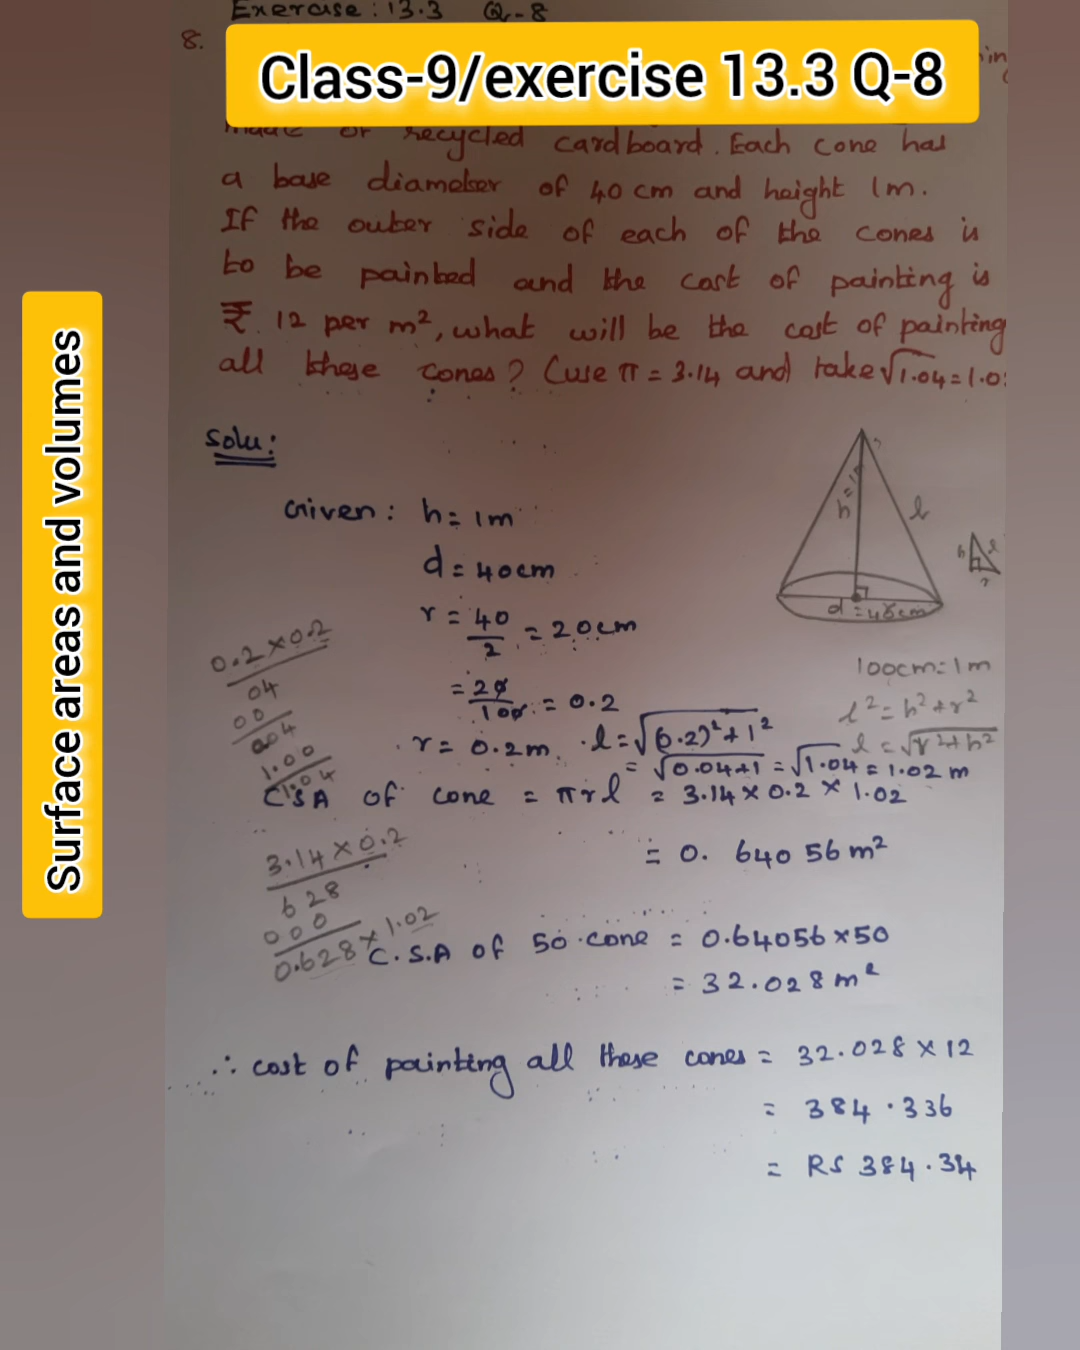 Exercise : 13.3 Q-8
8.
Class-9/exercise 13.3 Q-8
made of recycled cardboard. Each cone has
a base diameter of 40 cm and height 1m.
If the outer side of each of the cones is
to be painted and the cost of painting is
₹. 12 per m², what will be the cost of painting
all these cones? (use π = 3.14 and take √1.04 = 1.0
Surface areas and volumes
Solu:
Given: h = 1m
d = 40cm
r = 40/2 = 20cm
= 20/100 = 0.2
r = 0.2m. l = √(0.2)² + 1²
= √0.04+1 = √1.04 = 1.02 m
h = 1m
l
d = 40cm
h l
r
100cm = 1m
l² = h² + r²
l = √r² + h²
0.2 × 0.2
04
00
004
1.00
1.04
CSA of cone = πrl = 3.14 × 0.2 × 1.02
= 0.64056 m²
3.14 × 0.2
628
000
0.628 × 1.02
C.S.A of 50 cone = 0.64056 × 50
= 32.028 m²
∴ cost of painting all these cones = 32.028 × 12
= 384.336
= RS 384.34